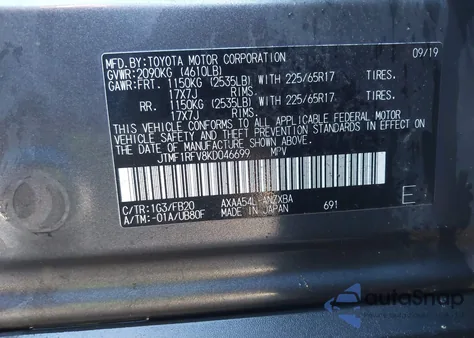 MFD.BY:TOYOTA MOTOR CORPORATION 09/19
GVWR:2090KG (4610LB)
GAWR:FRT. 1150KG (2535LB) WITH 225/65R17 TIRES.
17X7J RIMS.
RR. 1150KG (2535LB) WITH 225/65R17 TIRES.
17X7J RIMS.
THIS VEHICLE CONFORMS TO ALL APPLICABLE FEDERAL MOTOR
VEHICLE SAFETY STANDARDS IN EFFECT ON THE DATE OF
MANUFACTURE SHOWN ABOVE.
JTMF1RFV8KD046699 MPV
C/TR:1G3/FB20 AXAA54L-ANZXBA E
A/TM:-01A/UB80F MADE IN JAPAN 691
autoSnap